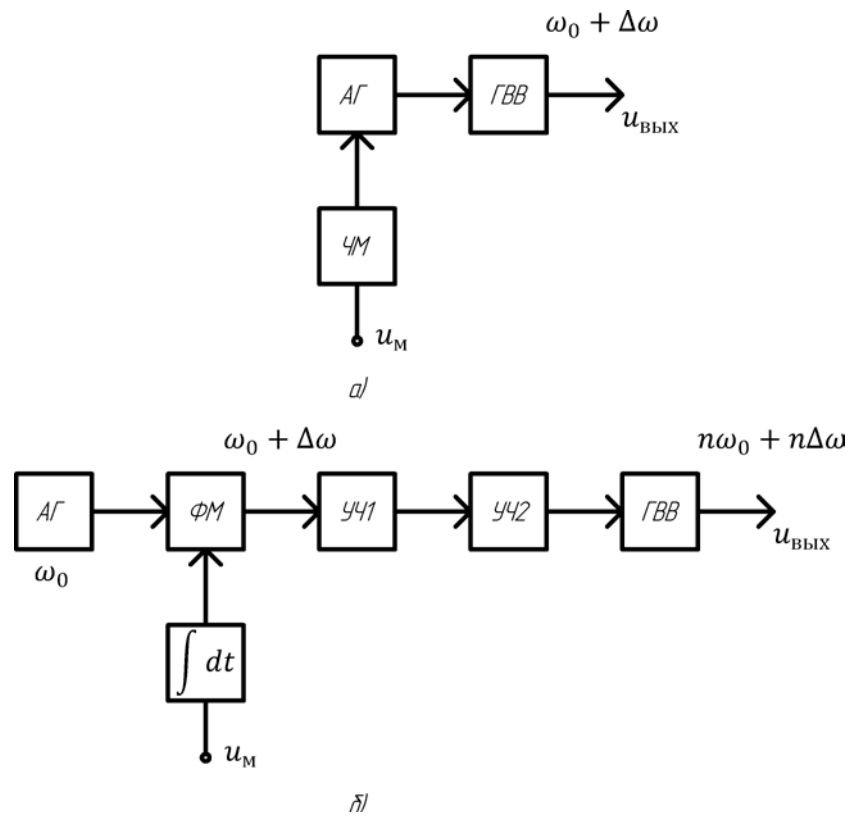 ω₀ + Δω
АГ ГВВ
u_вых
ЧМ
u_м
а)
ω₀ + Δω nω₀ + nΔω
АГ ФМ УЧ1 УЧ2 ГВВ
u_вых
ω₀
∫ dt
u_м
б)